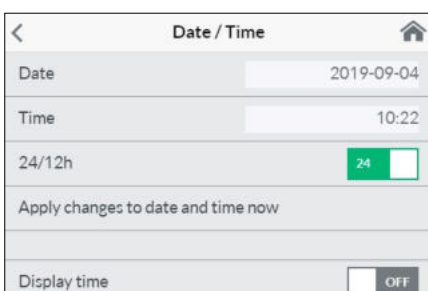 Date / Time
Date 2019-09-04
Time 10:22
24/12h 24
Apply changes to date and time now
Display time OFF